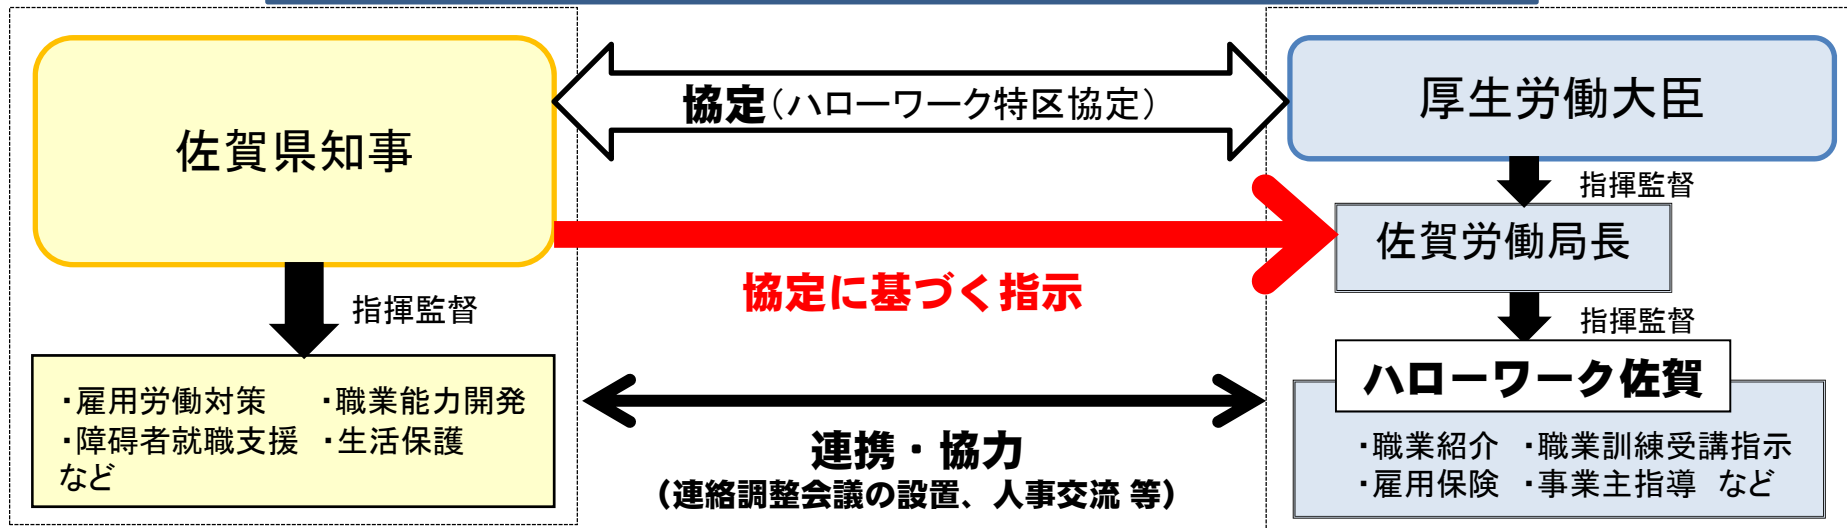 佐賀県知事
指揮監督
・雇用労働対策　・職業能力開発
・障碍者就職支援　・生活保護
など
協定（ハローワーク特区協定）
協定に基づく指示
連携・協力
（連絡調整会議の設置、人事交流 等）
厚生労働大臣
指揮監督
佐賀労働局長
指揮監督
ハローワーク佐賀
・職業紹介　・職業訓練受講指示
・雇用保険　・事業主指導　など